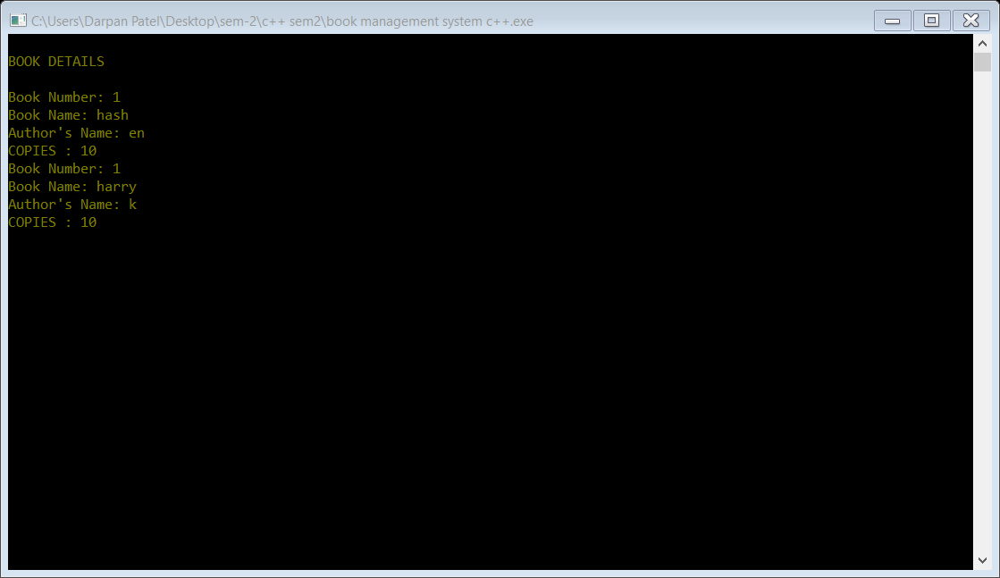 C:\Users\Darpan Patel\Desktop\sem-2\c++ sem2\book management system c++.exe
BOOK DETAILS
Book Number: 1
Book Name: hash
Author's Name: en
COPIES : 10
Book Number: 1
Book Name: harry
Author's Name: k
COPIES : 10